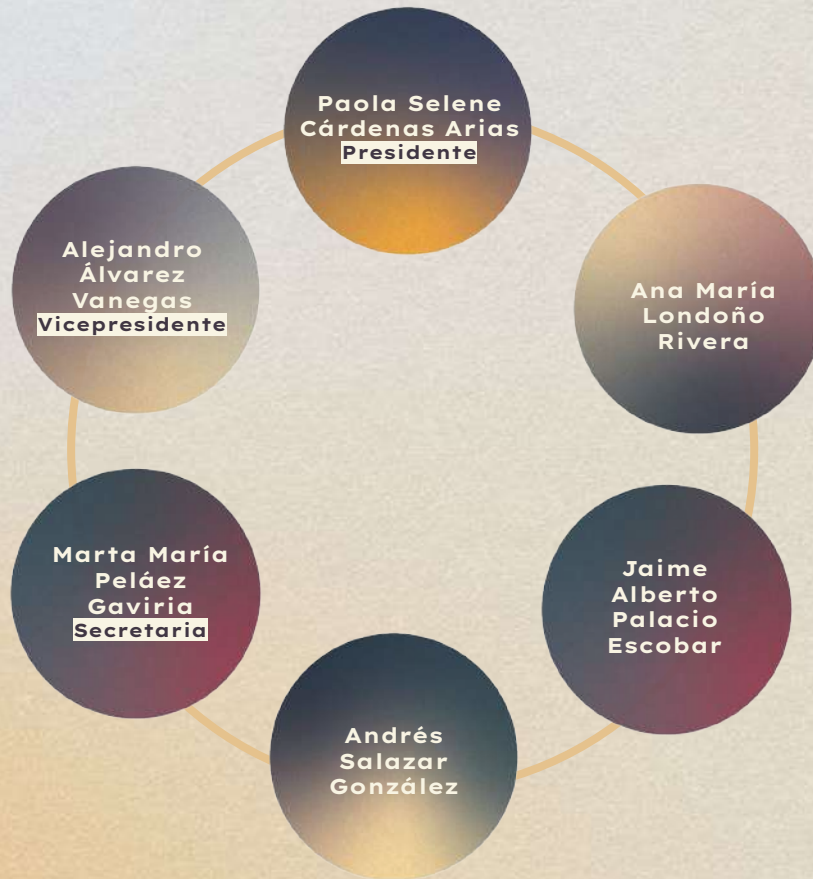 Paola Selene
Cárdenas Arias
Presidente
Alejandro
Álvarez
Vanegas
Vicepresidente
Ana María
Londoño
Rivera
Marta María
Peláez
Gaviria
Secretaria
Jaime
Alberto
Palacio
Escobar
Andrés
Salazar
González